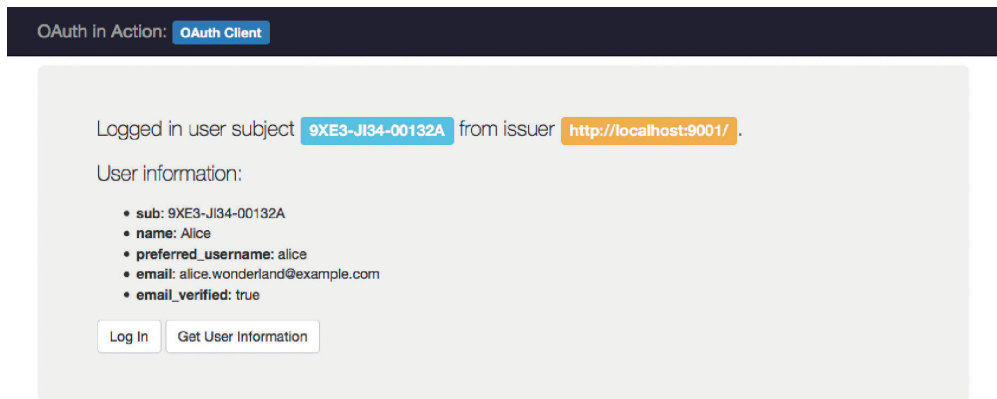 OAuth in Action: OAuth Client
Logged in user subject 9XE3-JI34-00132A from issuer http://localhost:9001/ .
User information:
• sub: 9XE3-JI34-00132A
• name: Alice
• preferred_username: alice
• email: alice.wonderland@example.com
• email_verified: true
Log In Get User Information